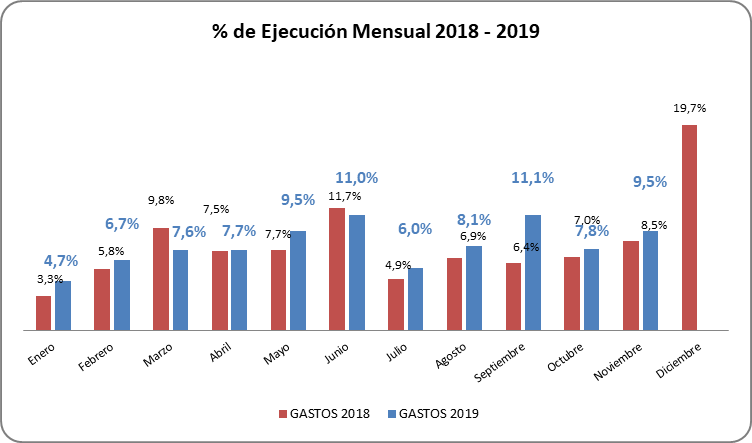 % de Ejecución Mensual 2018 - 2019
19,7%
11,0%
11,1%
9,5%
9,5%
9,8%
11,7%
7,5%
6,7%
8,1%
7,0%
8,5%
7,6%
7,7%
7,7%
6,0%
6,9%
7,8%
6,4%
5,8%
4,7%
4,9%
3,3%
Enero
Febrero
Marzo
Abril
Mayo
Junio
Julio
Agosto
Septiembre
Octubre
Noviembre
Diciembre
GASTOS 2018
GASTOS 2019